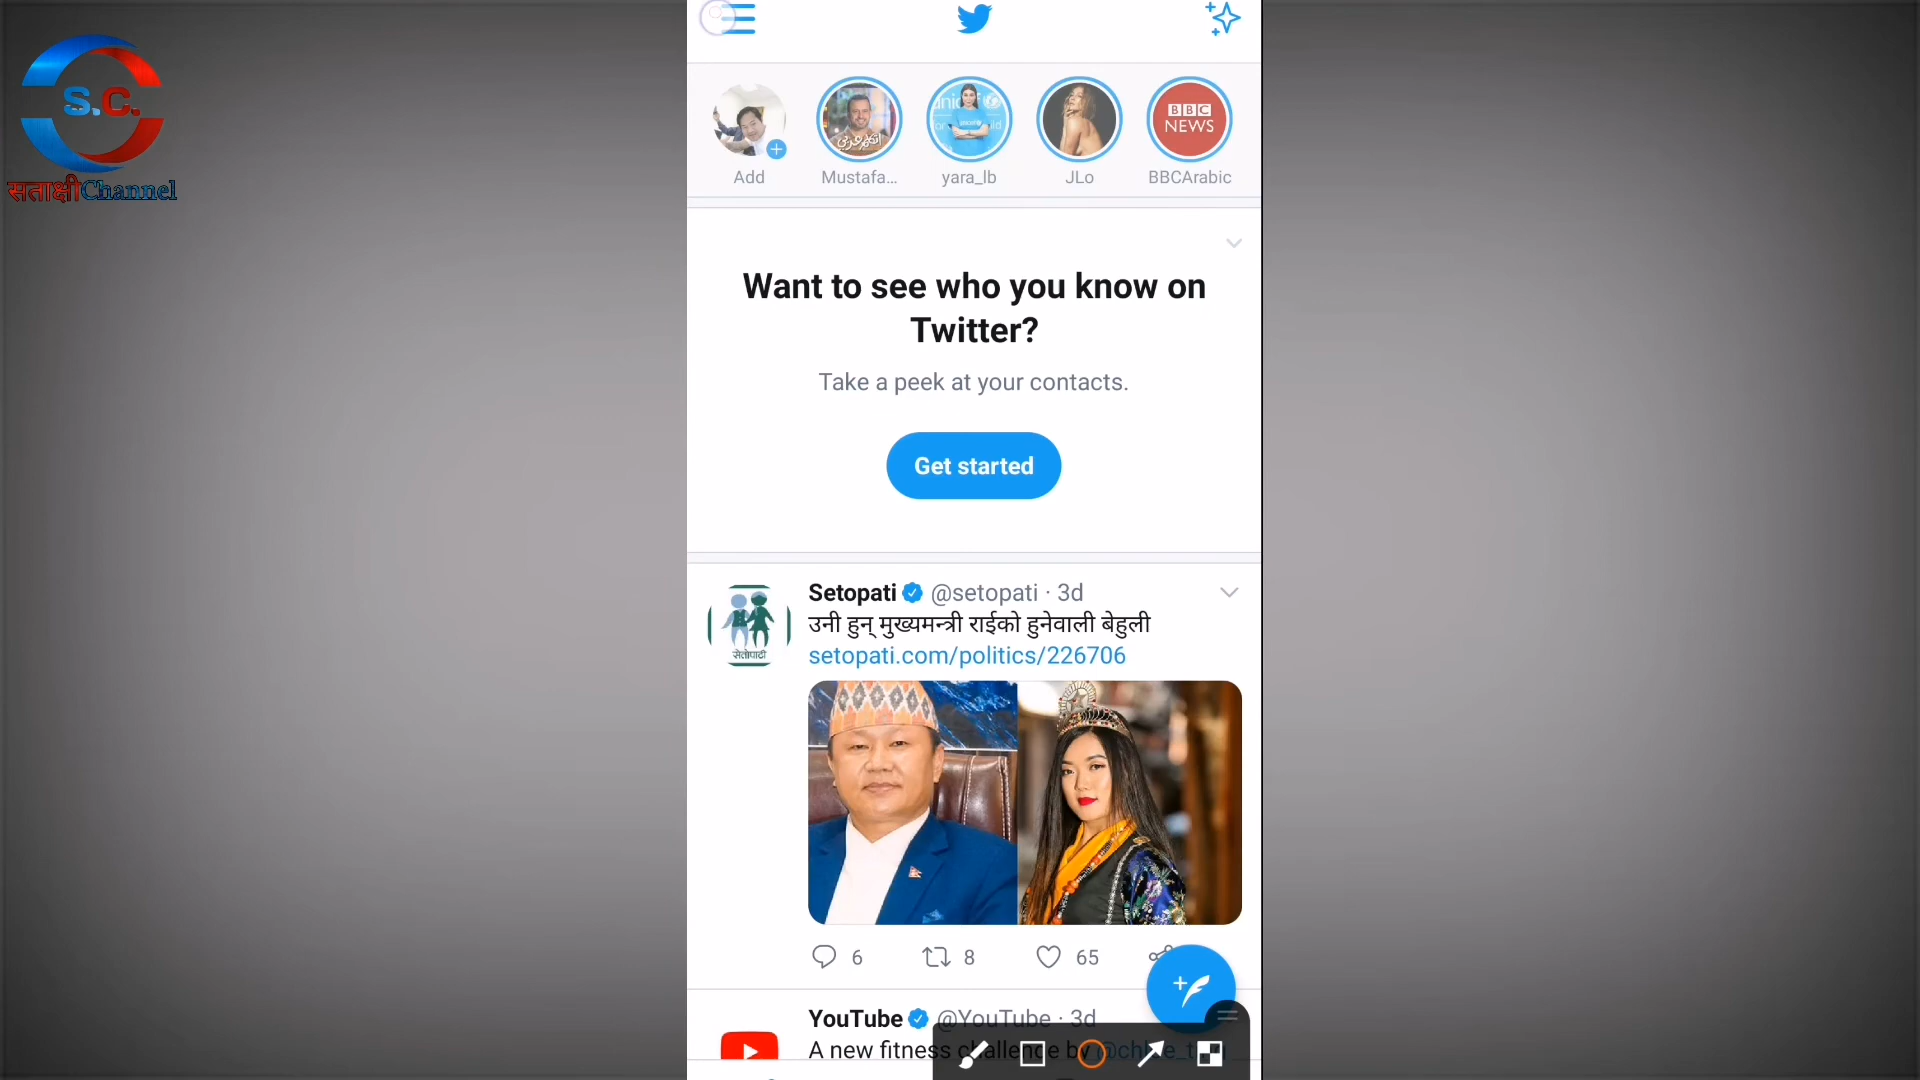 S.C.
सताक्षीChannel
Add
Mustafa...
yara_lb
JLo
BBC
NEWS
BBCArabic
Want to see who you know on
Twitter?
Take a peek at your contacts.
Get started
Setopati @setopati · 3d
उनी हुन् मुख्यमन्त्री राईको हुनेवाली बेहुली
setopati.com/politics/226706
सेतोपाटी
6
8
65
YouTube @YouTube · 3d
A new fitness challenge by